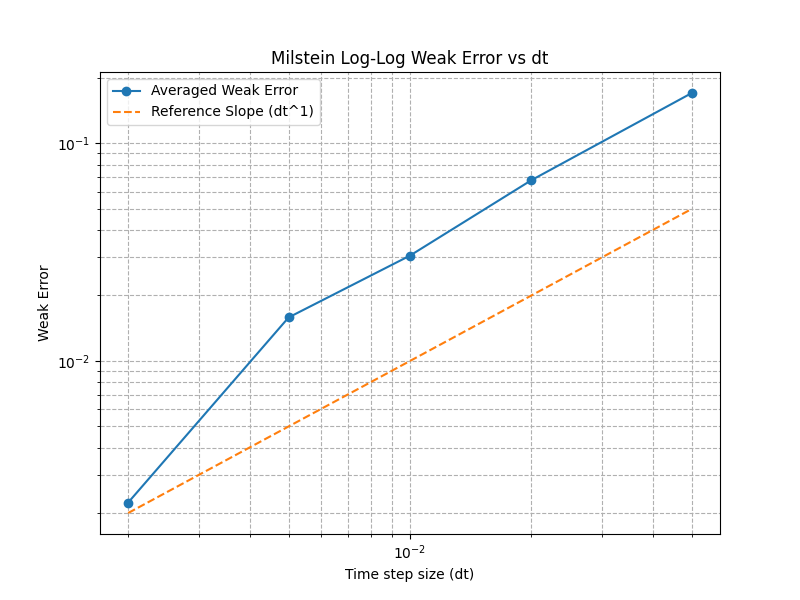 Milstein Log-Log Weak Error vs dt
Averaged Weak Error
Reference Slope (dt^1)
10⁻¹
10⁻²
Weak Error
10⁻²
Time step size (dt)